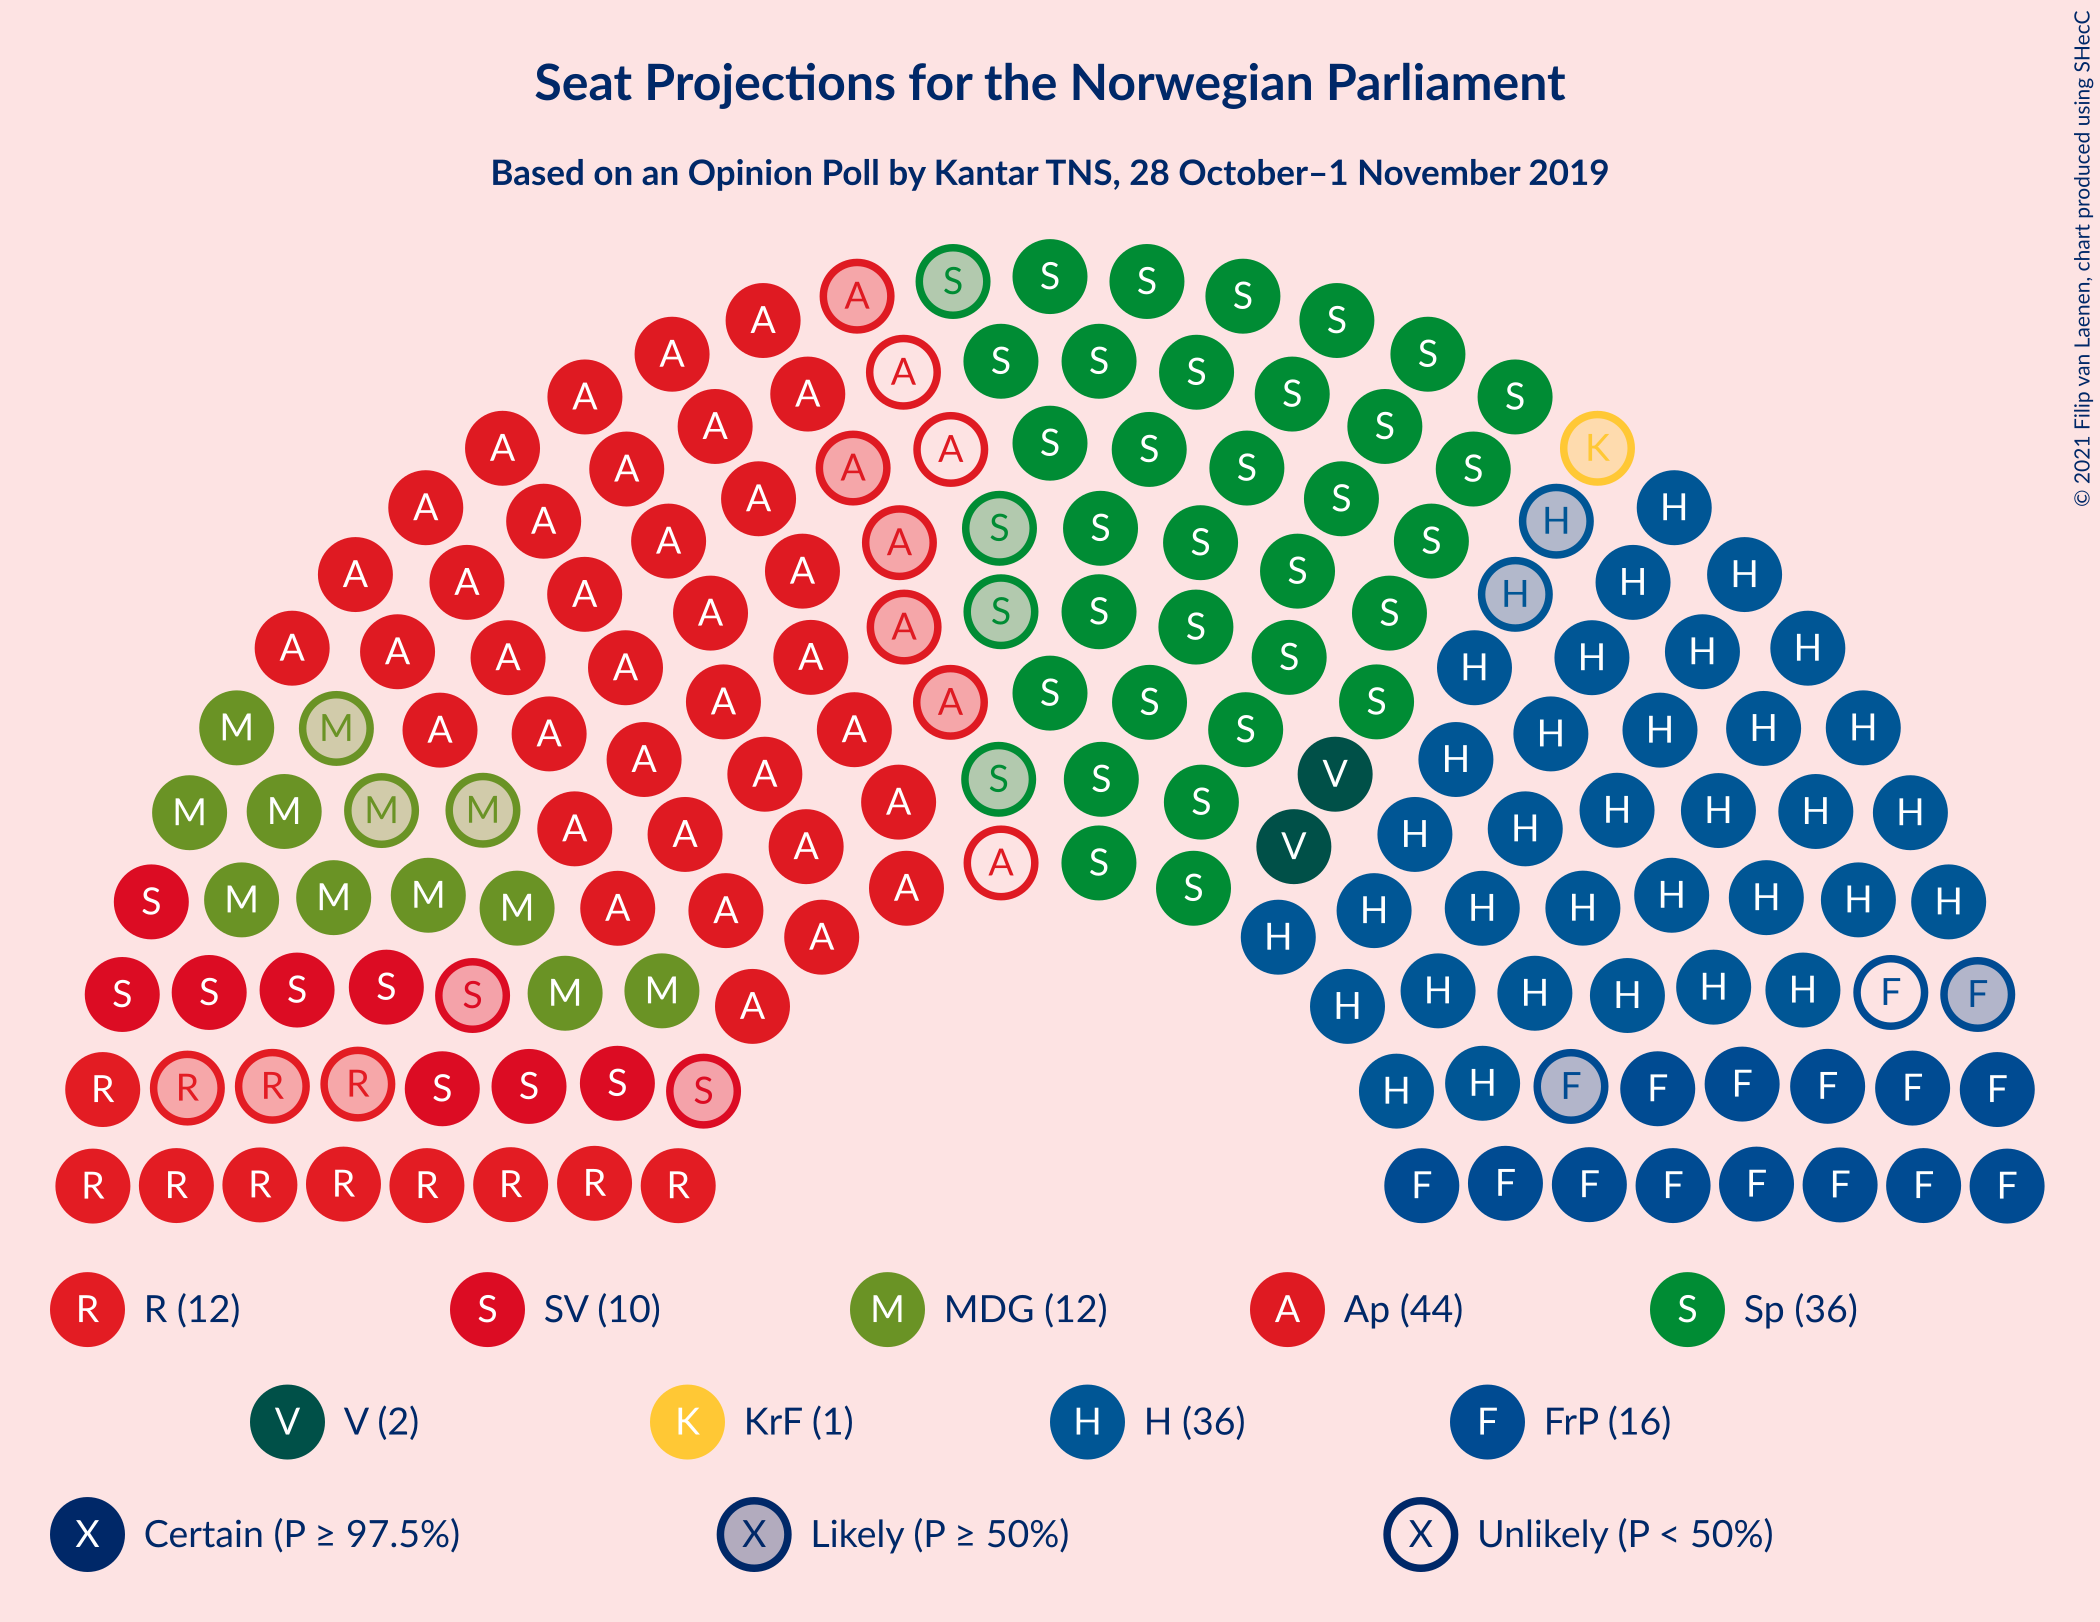 Seat Projections for the Norwegian Parliament
Based on an Opinion Poll by Kantar TNS, 28 October–1 November 2019
© 2021 Filip van Laenen, chart produced using SHecC
A S S S S S S S K
A A A A A A A A H H
A A A A A S S S S S S H H
A A A A A S S S S S H H H
A A A A A A S S S S S H H H
A A A A A A S S S S S H H H H
M M A A A A A A S S S S V H H H H H
M M M M A A A A S S S V H H H H H H
S M M M M A A A A A S S H H H H H H H H
S S S S S M M A H H H H H H F F
R R R R S S S S H H F F F F F F
R R R R R R R R F F F F F F F F
R R (12) S SV (10) M MDG (12) A Ap (44) S Sp (36)
V V (2) K KrF (1) H H (36) F FrP (16)
X Certain (P ≥ 97.5%) X Likely (P ≥ 50%) X Unlikely (P < 50%)